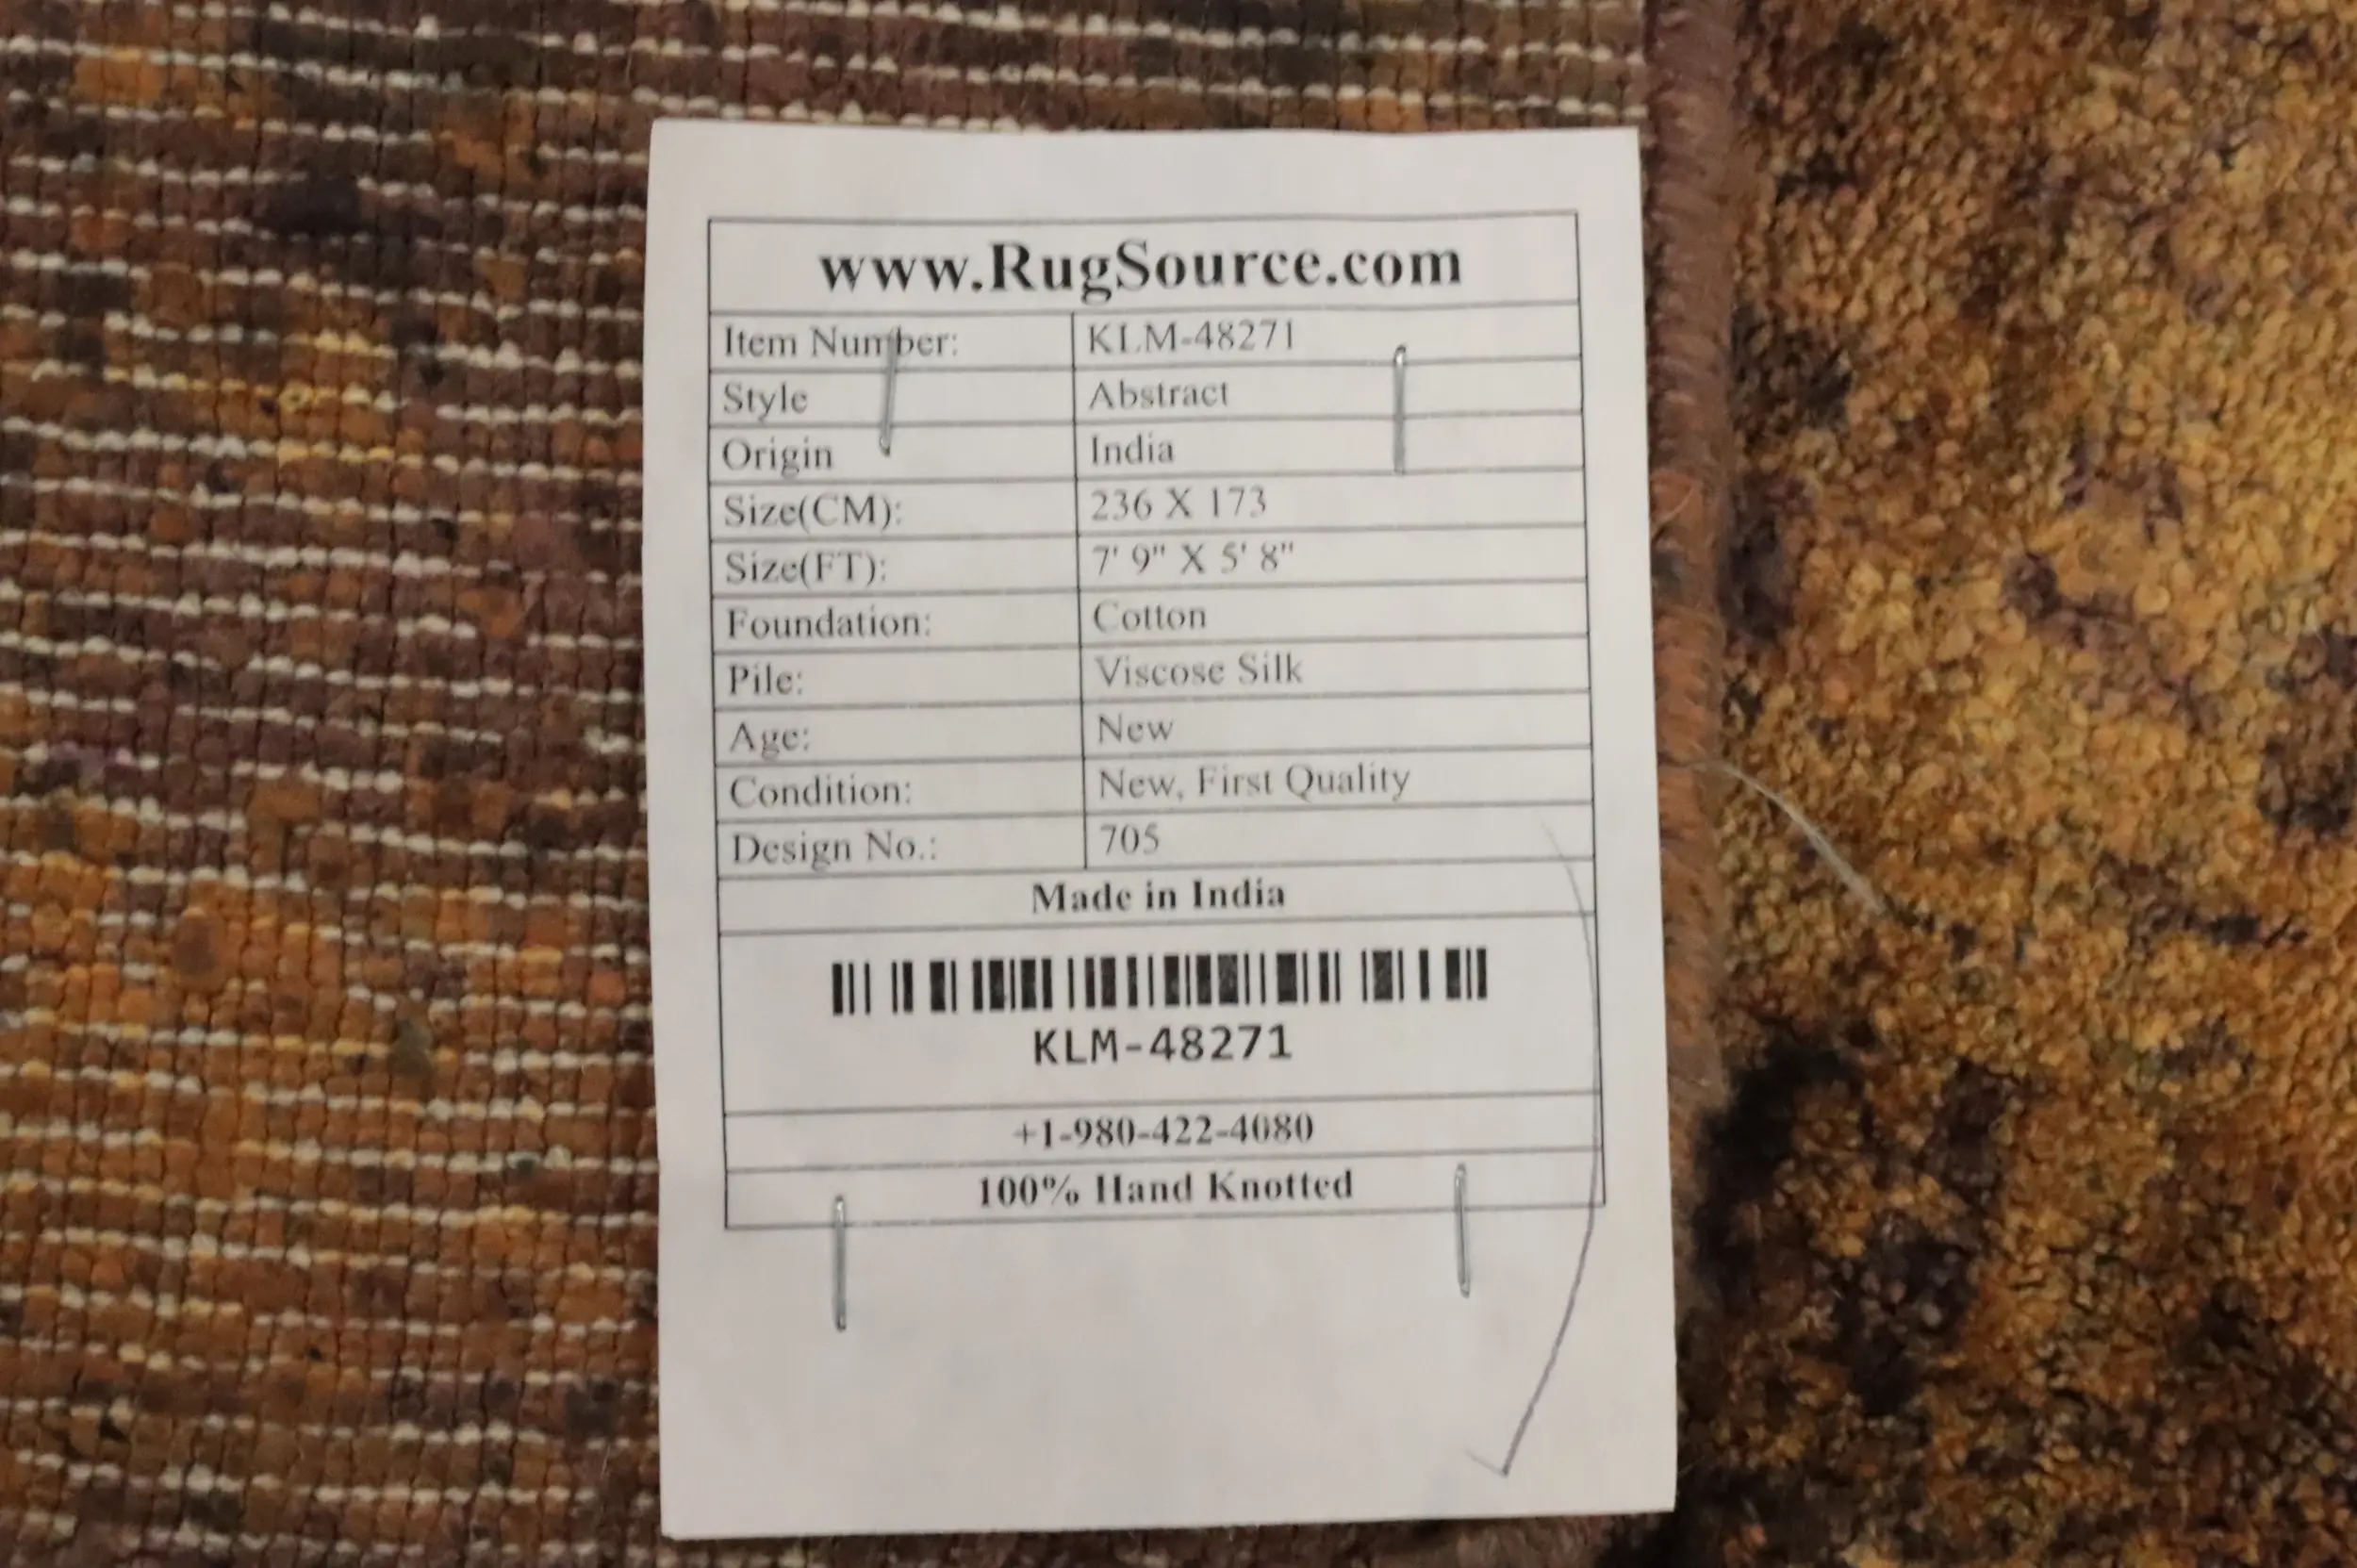 www.RugSource.com
Item Number: KLM-48271
Style Abstract
Origin India
Size(CM): 236 X 173
Size(FT): 7' 9" X 5' 8"
Foundation: Cotton
Pile: Viscose Silk
Age: New
Condition: New, First Quality
Design No.: 705
Made in India
KLM-48271
+1-980-422-4080
100% Hand Knotted